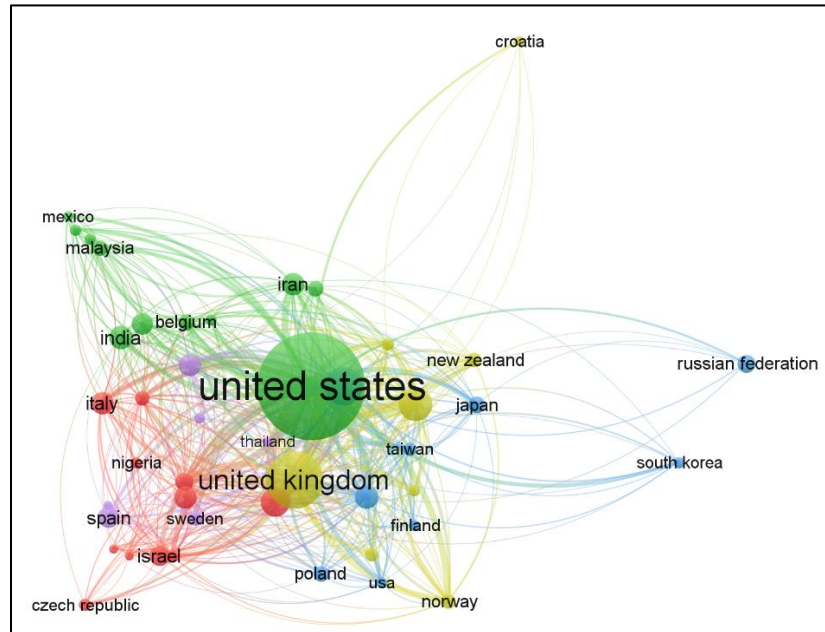 croatia
mexico
malaysia
iran
belgium
india
new zealand
russian federation
united states
italy
japan
thailand
taiwan
nigeria
south korea
united kingdom
spain
sweden
finland
israel
poland
usa
czech republic
norway